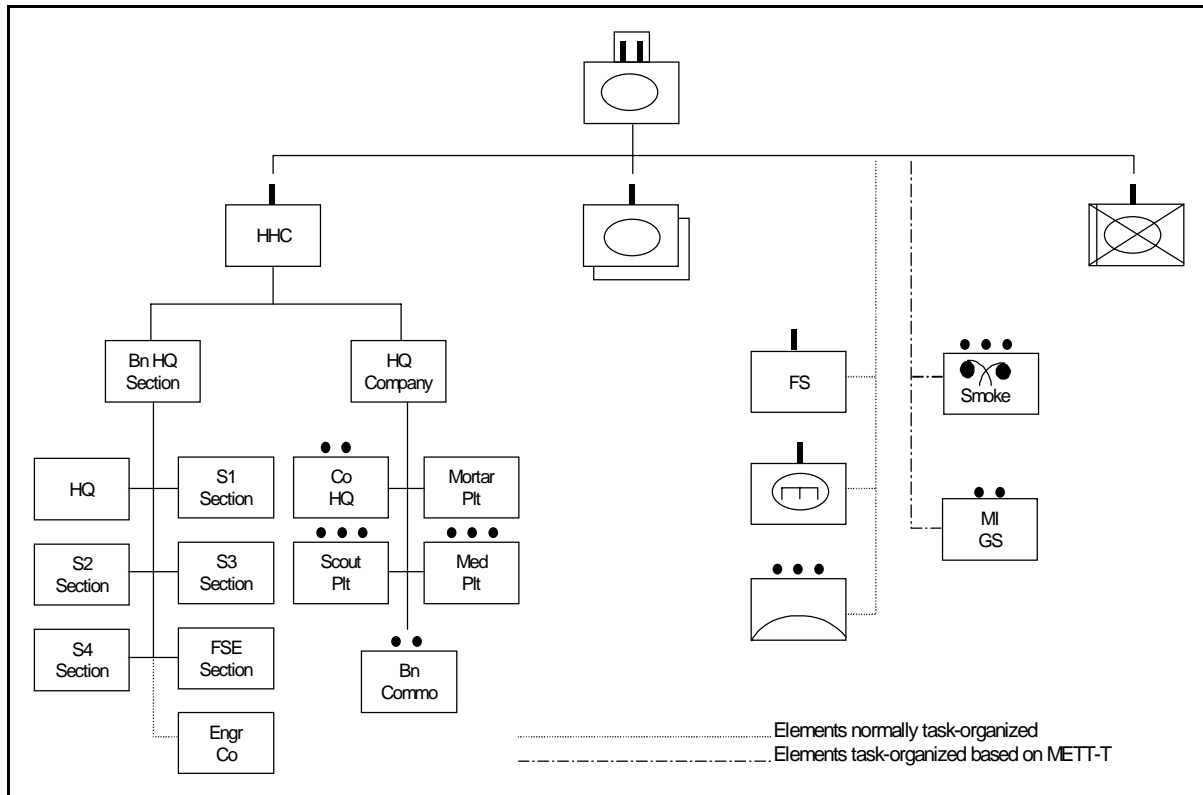 HHC
Bn HQ
Section
HQ
Company
FS
Smoke
HQ
S1
Section
Co
HQ
Mortar
Plt
MI
GS
S2
Section
S3
Section
Scout
Plt
Med
Plt
S4
Section
FSE
Section
Bn
Commo
Engr
Co
Elements normally task-organized
Elements task-organized based on METT-T